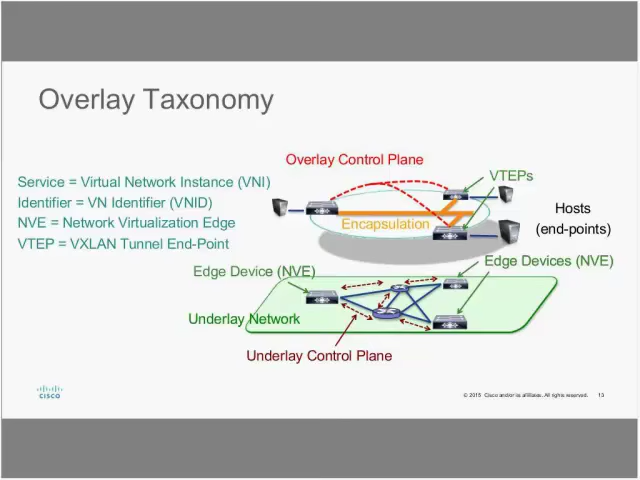 Overlay Taxonomy
Overlay Control Plane
VTEPs
Service = Virtual Network Instance (VNI)
Identifier = VN Identifier (VNID)
NVE = Network Virtualization Edge
VTEP = VXLAN Tunnel End-Point
Encapsulation
Hosts
(end-points)
Edge Device (NVE)
Edge Devices (NVE)
Underlay Network
Underlay Control Plane
CISCO
© 2015 Cisco and/or its affiliates. All rights reserved. 13